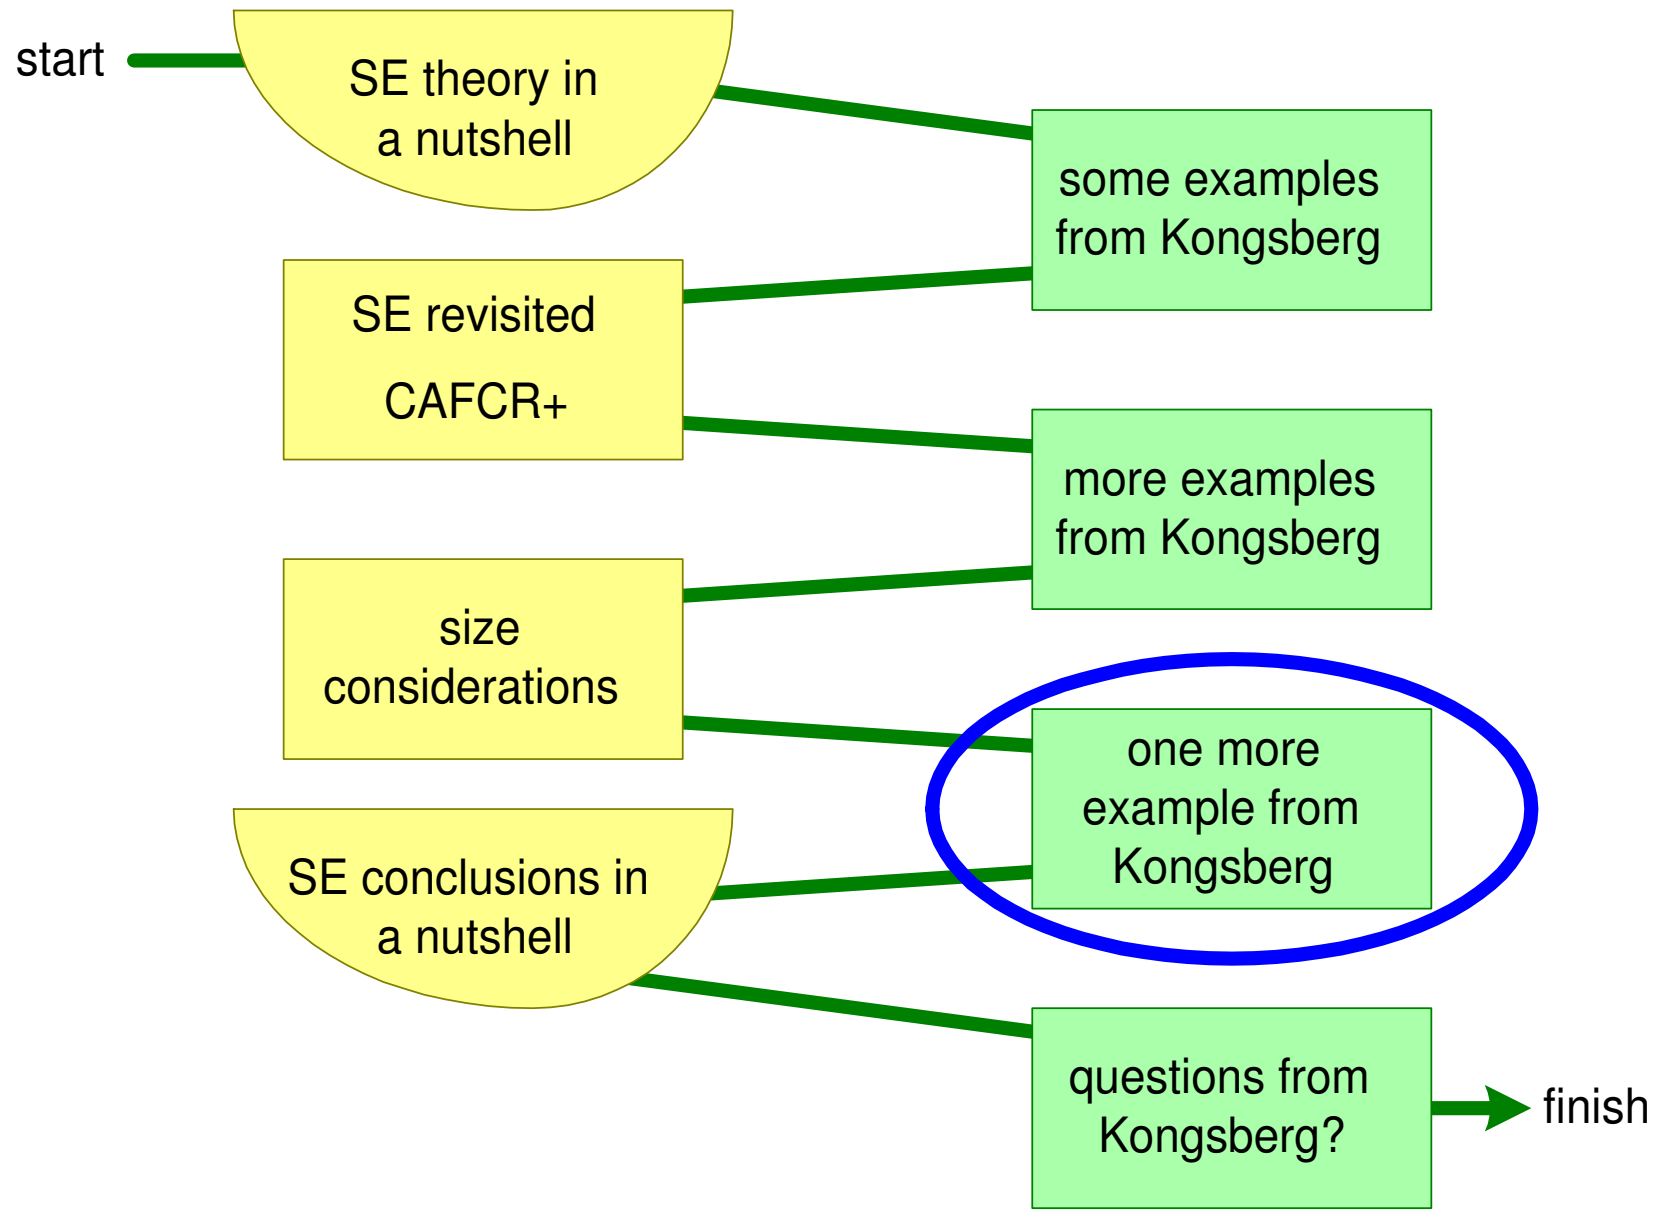 start
SE theory in
a nutshell
some examples
from Kongsberg
SE revisited
CAFCR+
more examples
from Kongsberg
size
considerations
one more
example from
Kongsberg
SE conclusions in
a nutshell
questions from
Kongsberg?
finish